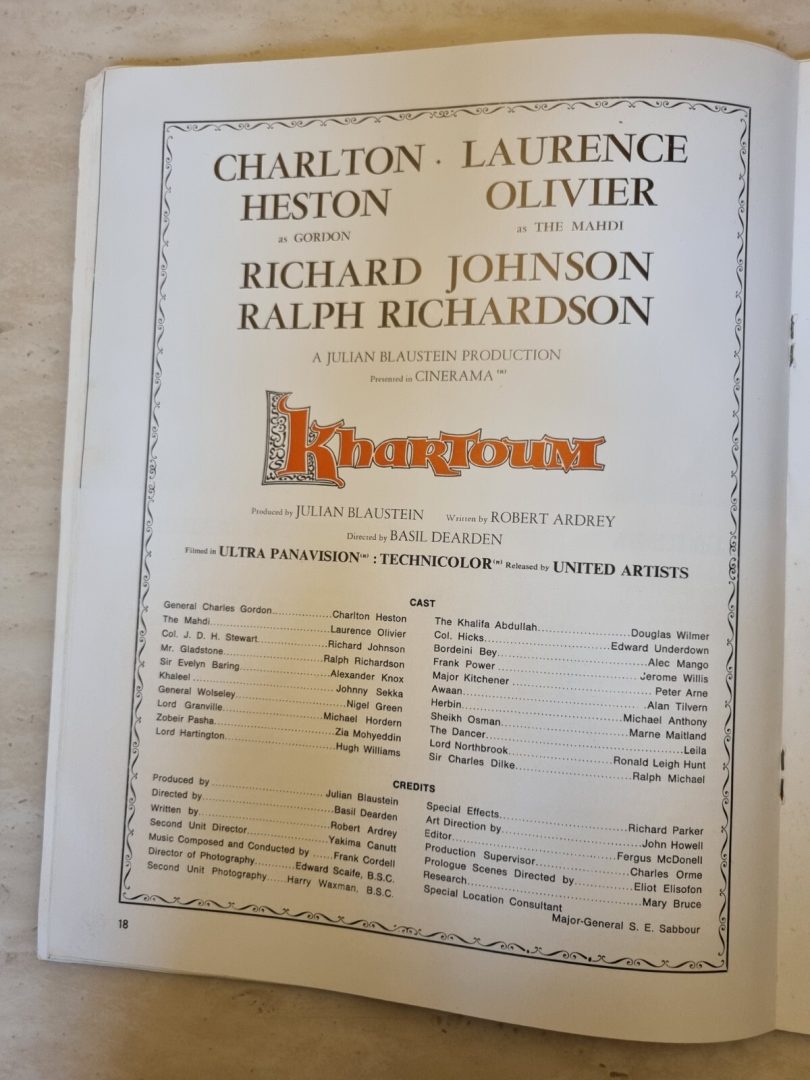 CHARLTON · LAURENCE
HESTON OLIVIER
as GORDON as THE MAHDI
RICHARD JOHNSON
RALPH RICHARDSON
A JULIAN BLAUSTEIN PRODUCTION
Presented in CINERAMA (R)
Khartoum
Produced by JULIAN BLAUSTEIN Written by ROBERT ARDREY
Directed by BASIL DEARDEN
Filmed in ULTRA PANAVISION(R) : TECHNICOLOR(R) Released by UNITED ARTISTS
CAST
General Charles Gordon................Charlton Heston
The Mahdi..............................Laurence Olivier
Col. J. D. H. Stewart..................Richard Johnson
Mr. Gladstone..........................Ralph Richardson
Sir Evelyn Baring......................Alexander Knox
Khaleel................................Johnny Sekka
General Wolseley.......................Nigel Green
Lord Granville.........................Michael Hordern
Zobeir Pasha...........................Zia Mohyeddin
Lord Hartington........................Hugh Williams
The Khalifa Abdullah...................Douglas Wilmer
Col. Hicks.............................Edward Underdown
Bordeini Bey...........................Alec Mango
Frank Power............................Jerome Willis
Major Kitchener........................Peter Arne
Awaan..................................Alan Tilvern
Herbin.................................Michael Anthony
Sheikh Osman...........................Marne Maitland
The Dancer.............................Leila
Lord Northbrook........................Ronald Leigh Hunt
Sir Charles Dilke......................Ralph Michael
CREDITS
Produced by............................Julian Blaustein
Directed by............................Basil Dearden
Written by.............................Robert Ardrey
Second Unit Director...................Yakima Canutt
Music Composed and Conducted by ......Frank Cordell
Director of Photography..........Edward Scaife, B.S.C.
Second Unit Photography..........Harry Waxman, B.S.C.
Special Effects........................Richard Parker
Art Direction by.......................John Howell
Editor.................................Fergus McDonell
Production Supervisor..................Charles Orme
Prologue Scenes Directed by............Eliot Elisofon
Research...............................Mary Bruce
Special Location Consultant
Major-General S. E. Sabbour
18